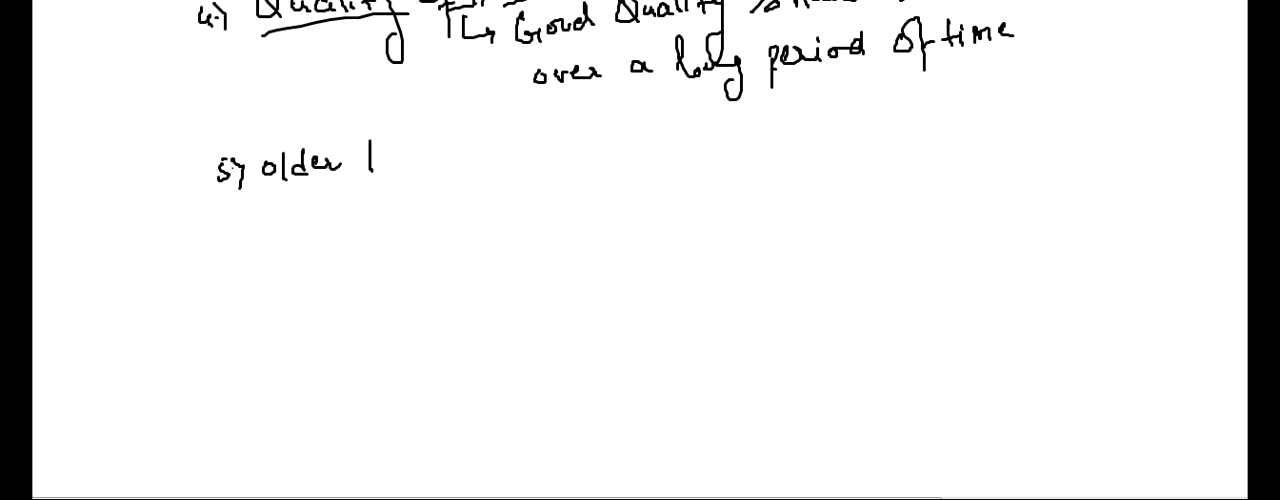 4.) Quality
↳ Good Quality
over a long period of time
5) older |